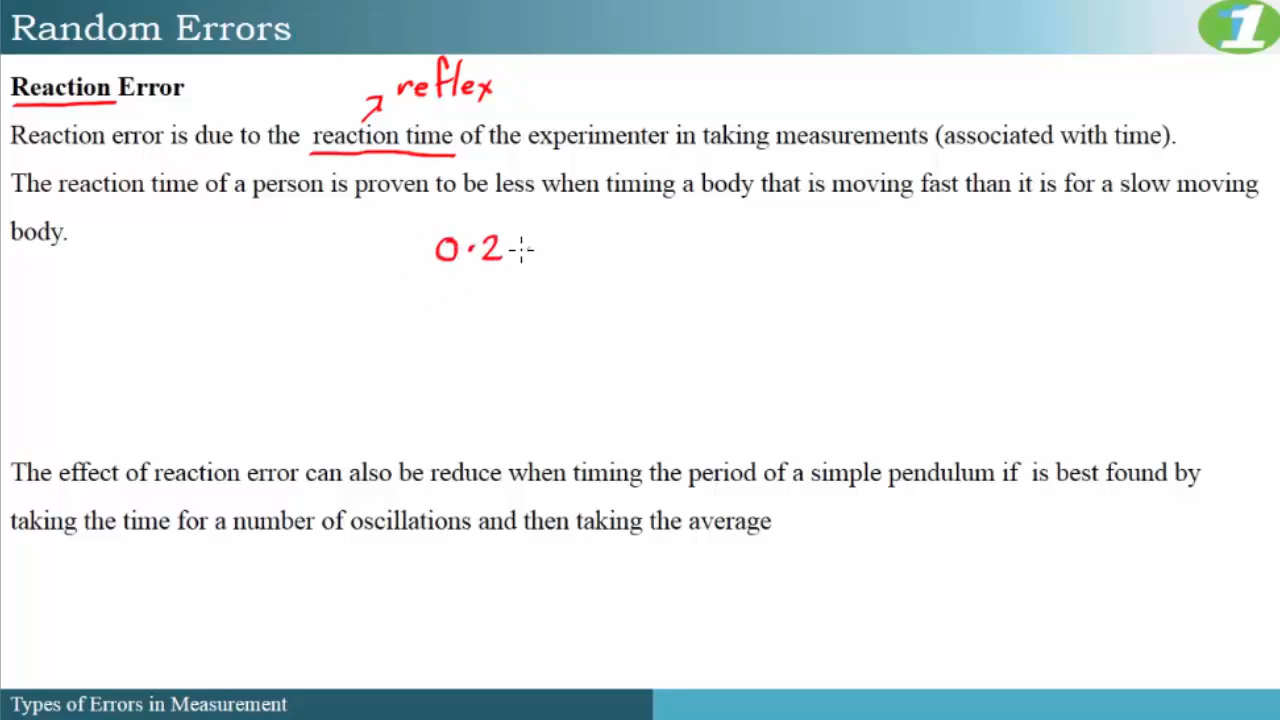 Random Errors
1
Reaction Error
reflex
Reaction error is due to the reaction time of the experimenter in taking measurements (associated with time).
The reaction time of a person is proven to be less when timing a body that is moving fast than it is for a slow moving
body.
0.2
The effect of reaction error can also be reduce when timing the period of a simple pendulum if is best found by
taking the time for a number of oscillations and then taking the average
Types of Errors in Measurement